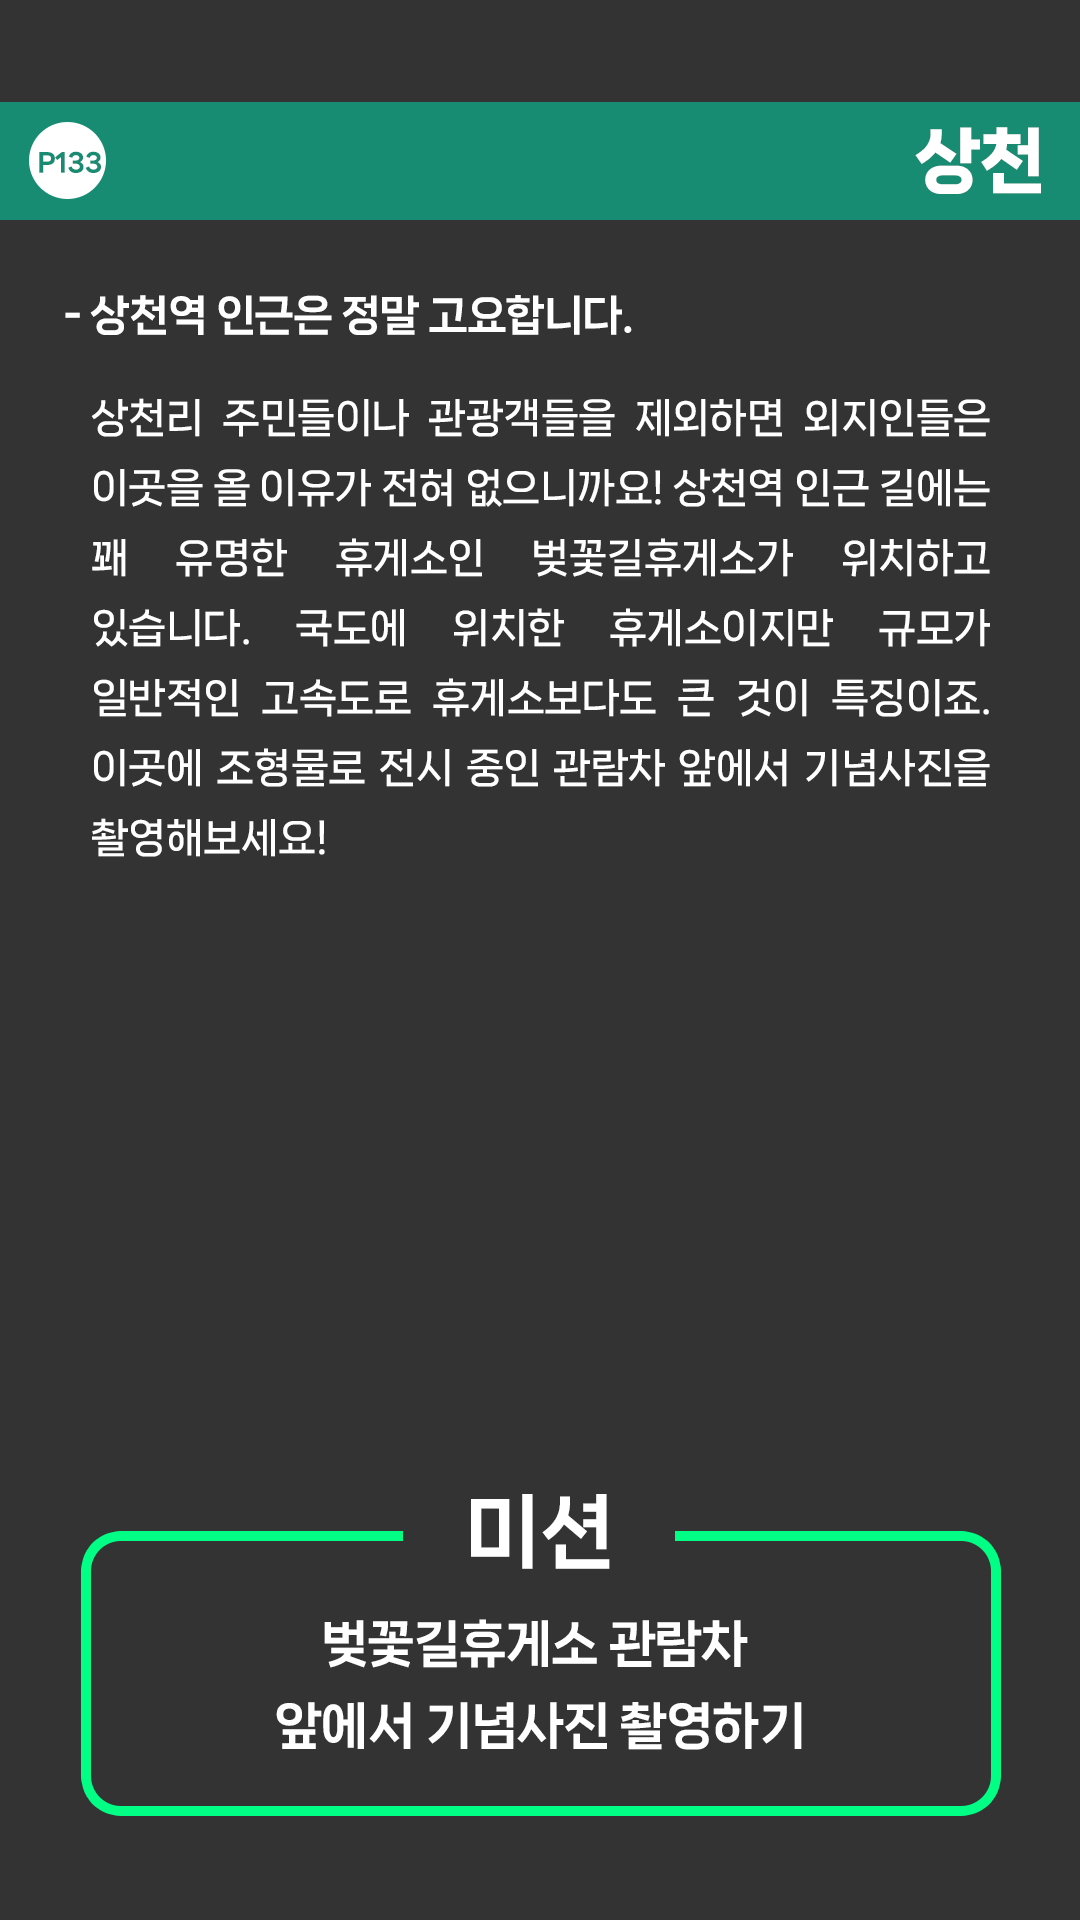 P133
상천
- 상천역 인근은 정말 고요합니다.
상천리 주민들이나 관광객들을 제외하면 외지인들은
이곳을 올 이유가 전혀 없으니까요! 상천역 인근 길에는
꽤 유명한 휴게소인 벚꽃길휴게소가 위치하고
있습니다. 국도에 위치한 휴게소이지만 규모가
일반적인 고속도로 휴게소보다도 큰 것이 특징이죠.
이곳에 조형물로 전시 중인 관람차 앞에서 기념사진을
촬영해보세요!
미션
벚꽃길휴게소 관람차
앞에서 기념사진 촬영하기